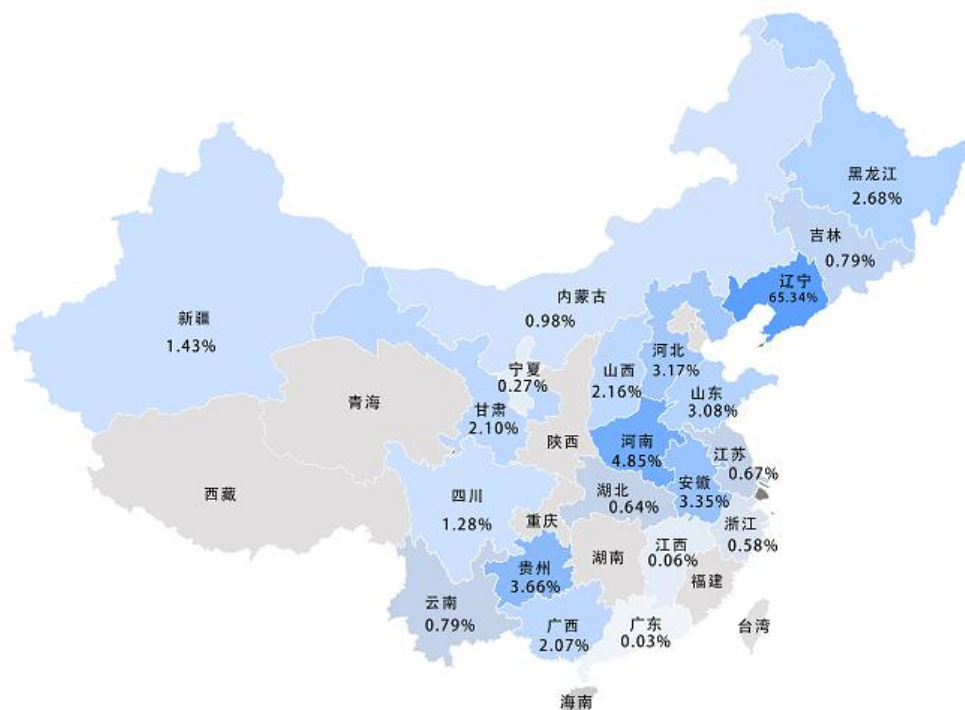 黑龙江
2.68%
吉林
0.79%
辽宁
65.34%
内蒙古
0.98%
新疆
1.43%
宁夏
0.27%
山西
2.16%
河北
3.17%
山东
3.08%
青海
甘肃
2.10%
陕西
河南
4.85%
江苏
0.67%
安徽
3.35%
西藏
四川
1.28%
重庆
湖北
0.64%
浙江
0.58%
湖南
江西
0.06%
福建
贵州
3.66%
云南
0.79%
广西
2.07%
广东
0.03%
台湾
海南